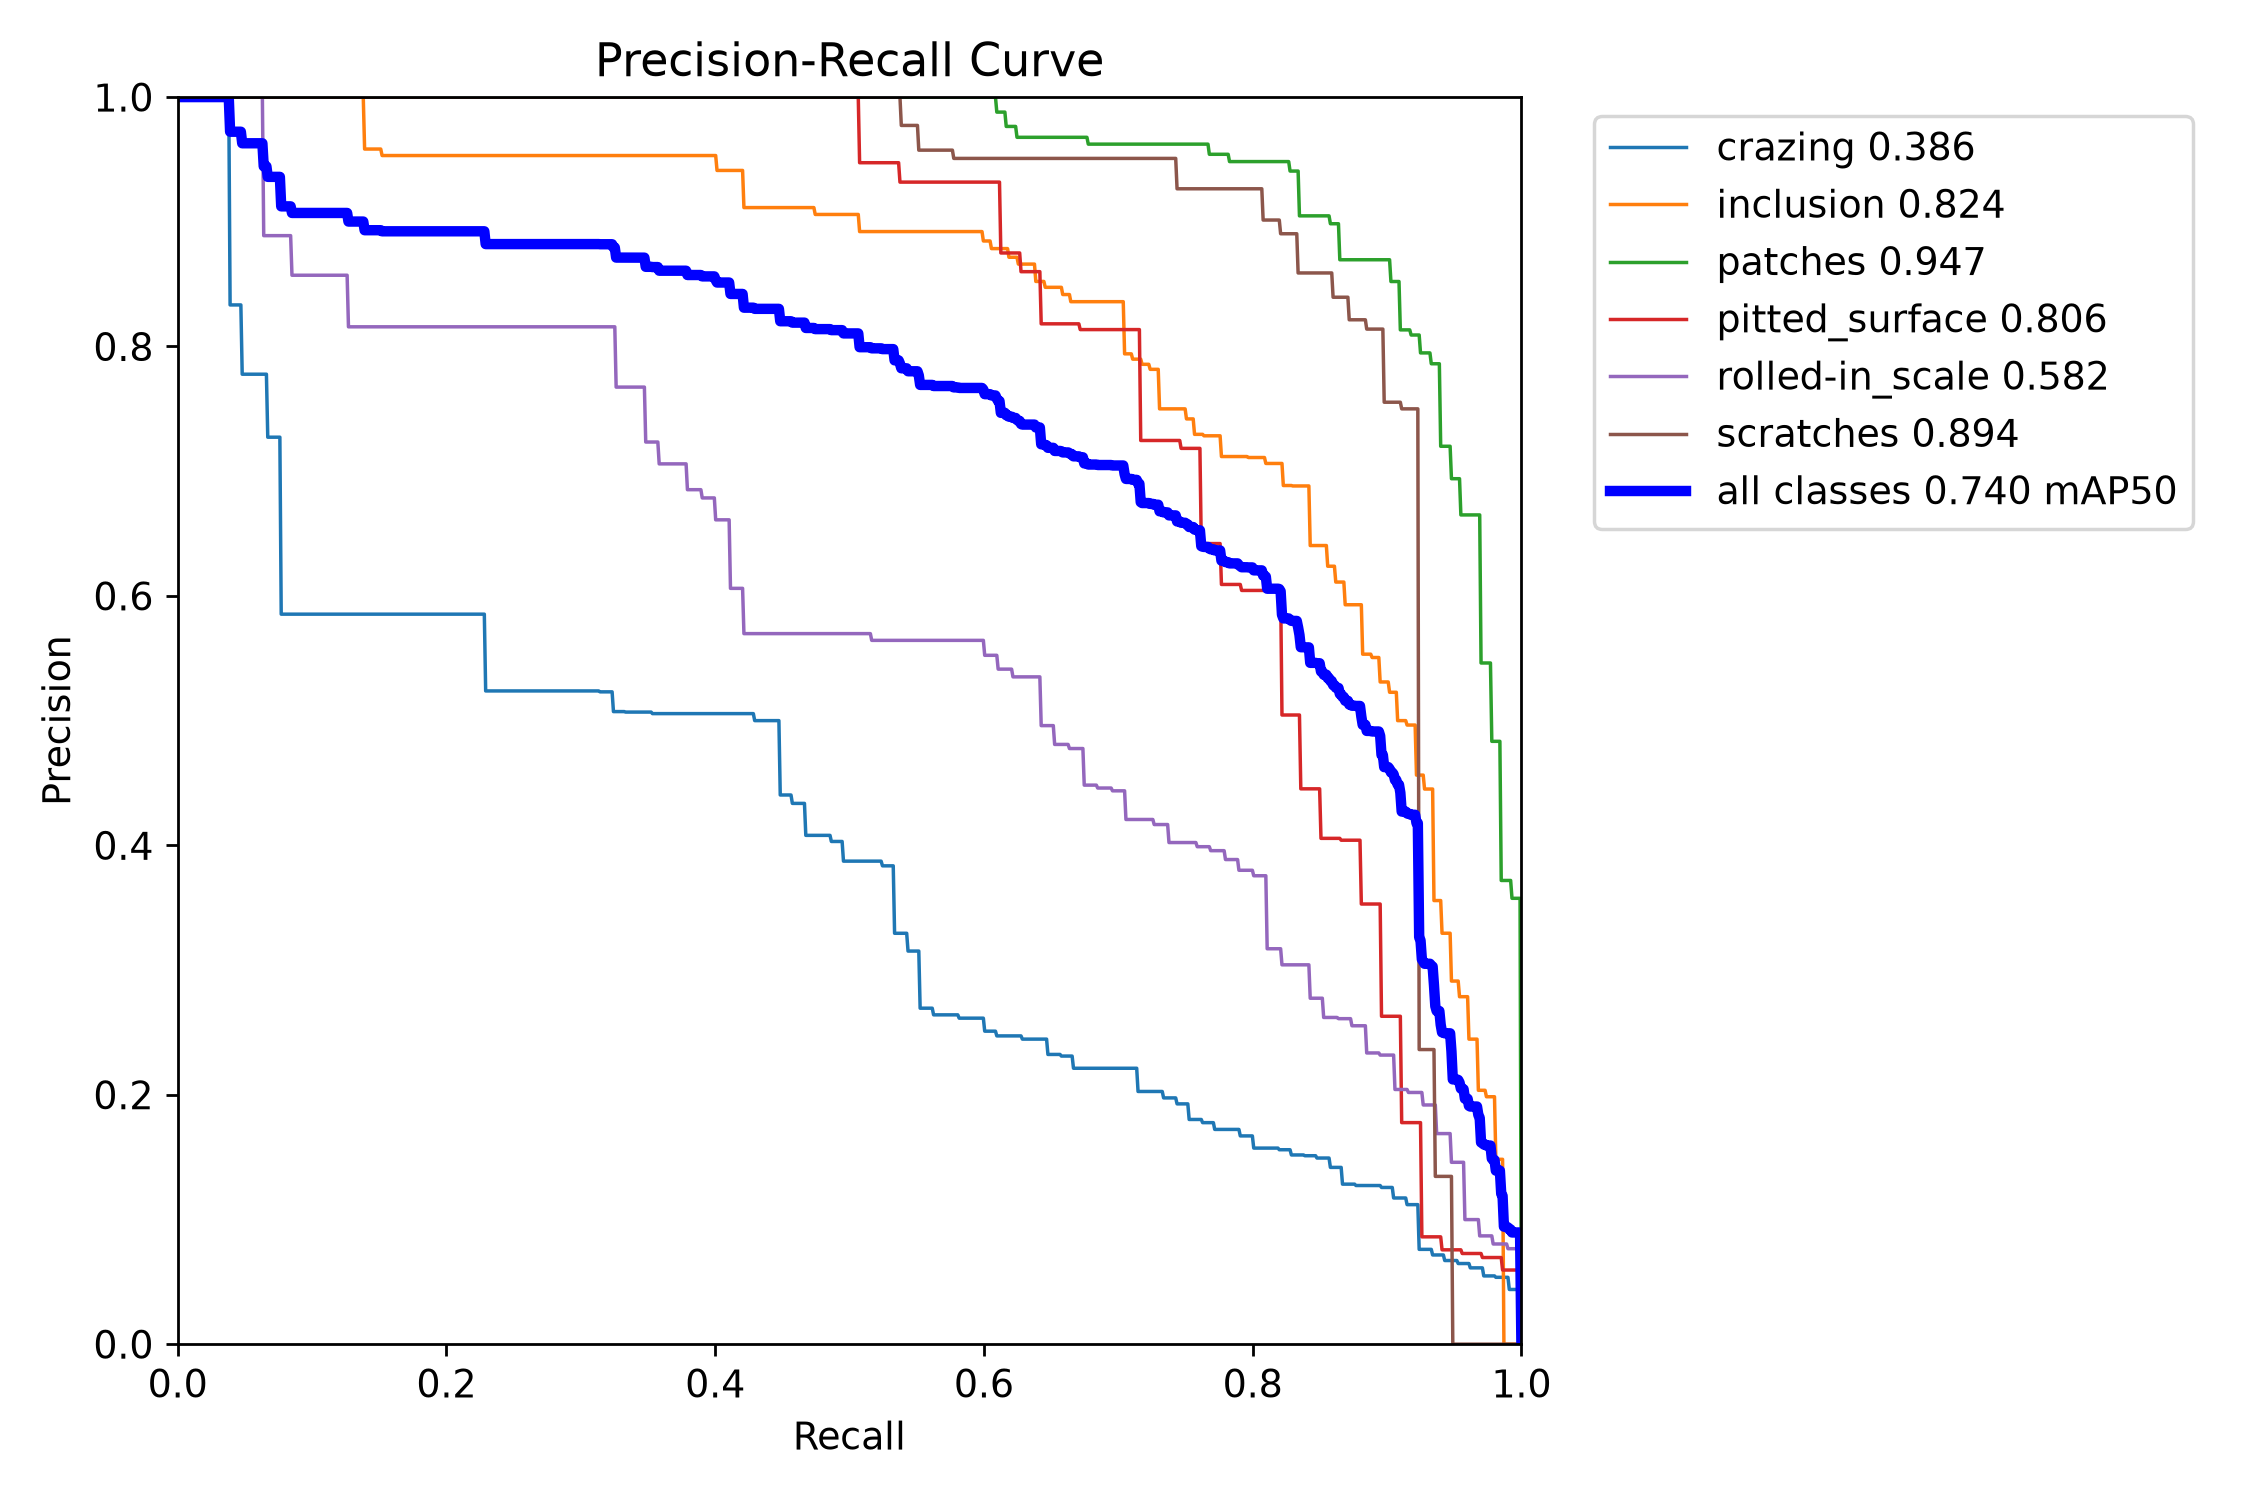 Precision-Recall Curve
1.0
0.8
0.6
0.4
0.2
0.0
Precision
0.0 0.2 0.4 0.6 0.8 1.0
Recall
crazing 0.386
inclusion 0.824
patches 0.947
pitted_surface 0.806
rolled-in_scale 0.582
scratches 0.894
all classes 0.740 mAP50